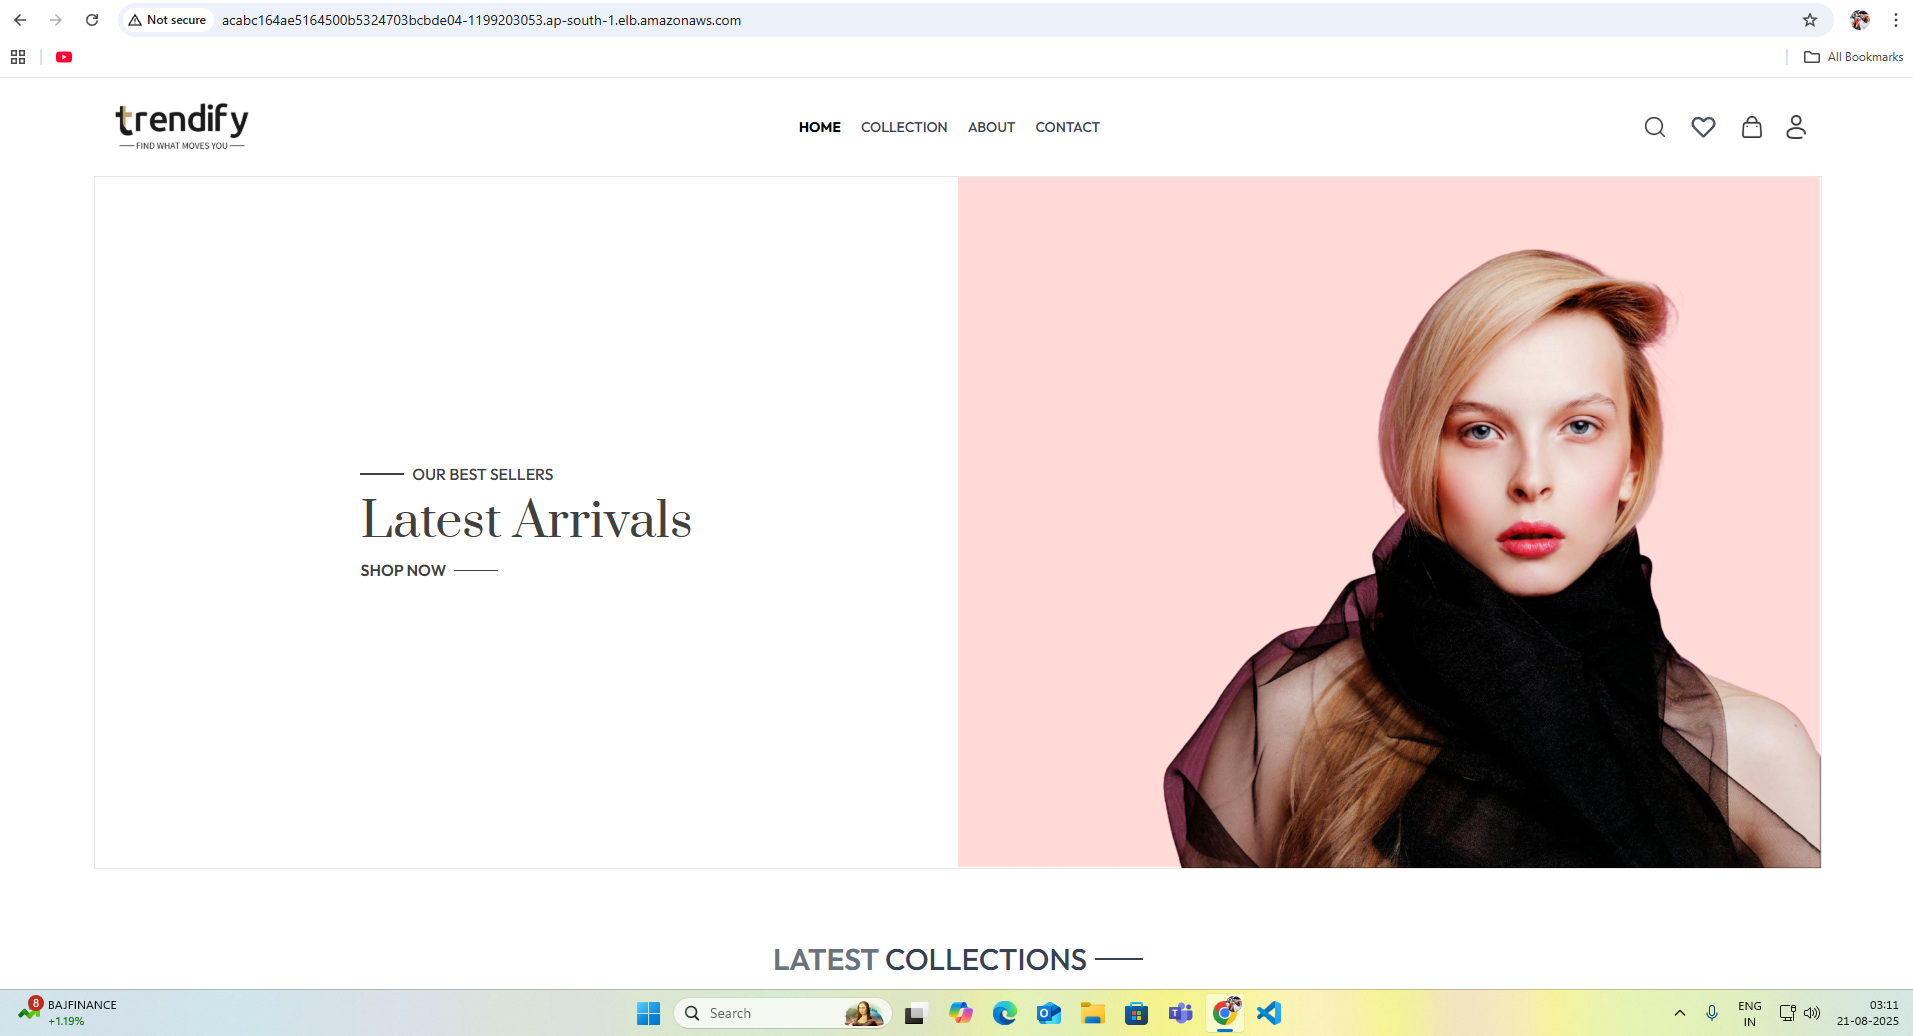 Not secure
acabc164ae5164500b5324703bcbde04-1199203053.ap-south-1.elb.amazonaws.com
All Bookmarks
trendify
FIND WHAT MOVES YOU
HOME COLLECTION ABOUT CONTACT
OUR BEST SELLERS
Latest Arrivals
SHOP NOW
LATEST COLLECTIONS
8
BAJFINANCE
+1.19%
Search
ENG
IN
03:11
21-08-2025